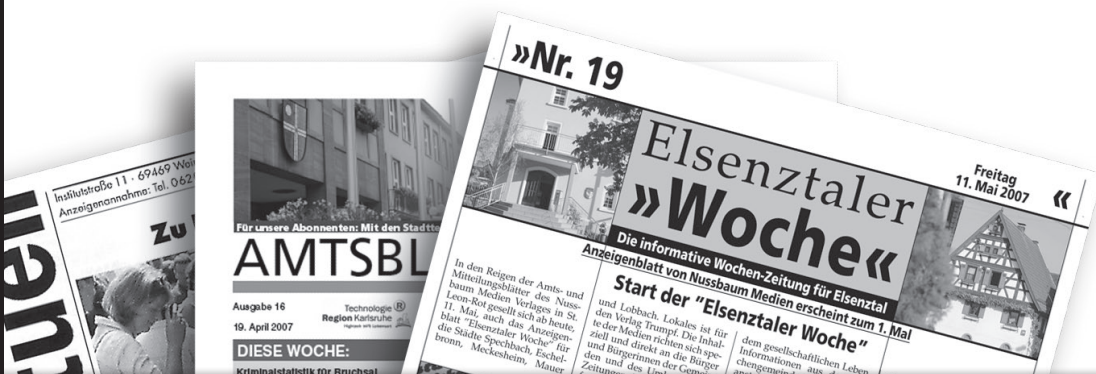 tuell
Institutstraße 11 · 69469
Anzeigenannahme: Tel.
Zu
Für unsere Abonnenten: Mit den
AMTSBL
Ausgabe 16
19. April 2007
Technologie
Region Karlsruhe
DIESE WOCHE:
Kriminalstatistik für Bruchsal
»Nr. 19
Elsenztaler
»Woche«
Freitag
11. Mai 2007
«
Die informative Wochen-Zeitung für Elsenztal
Anzeigenblatt von Nussbaum Medien erscheint zum 1. Mal
Start der "Elsenztaler Woche"
In den Reigen der Amts- und
Mitteilungsblätter des Nuss-
baum Medien Verlages in St.
Leon-Rot gesellt sich ab heute,
11. Mai, auch das Anzeigen-
blatt "Elsenztaler Woche" für
die Städte Spechbach, Eschel-
bronn, Meckesheim, Mauer
und Lobbach. Lokales ist für
den Verlag Trumpf. Die Inhal-
te der Medien richten sich spe-
ziell und direkt an die Bürger
und Bürgerinnen der
den und des
dem gesellschaftlichen Leben
Informationen aus